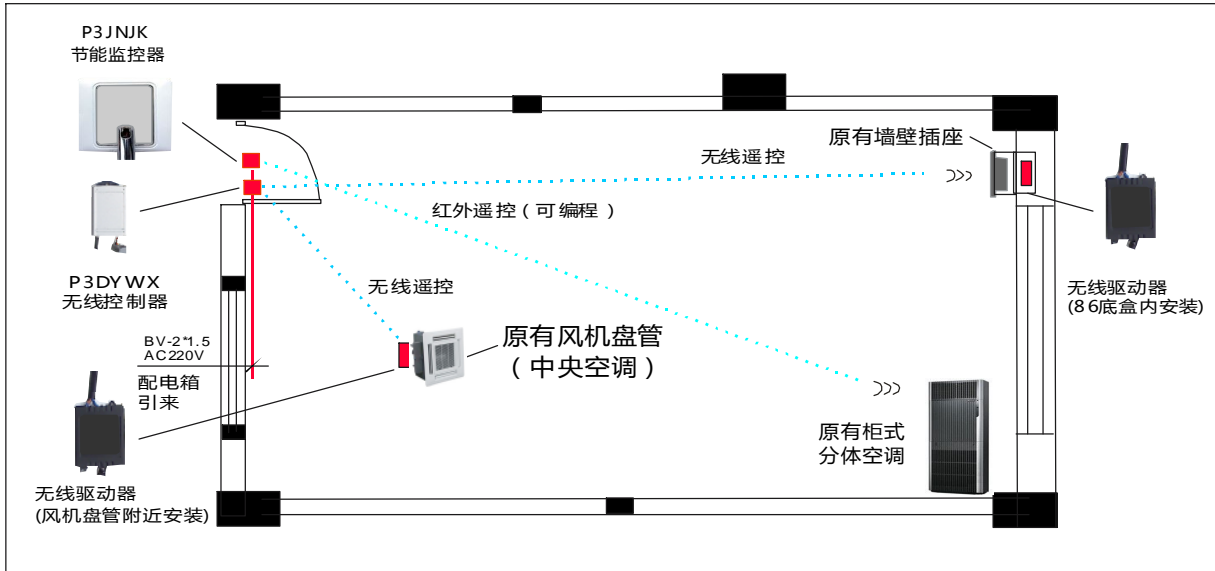 P3JNJK
节能监控器
原有墙壁插座
无线遥控
红外遥控（可编程）
P3DYWX
无线控制器
无线遥控
无线驱动器
(86底盒内安装)
BV-2*1.5
AC220V
配电箱
引来
原有风机盘管
（中央空调）
原有柜式
分体空调
无线驱动器
(风机盘管附近安装)